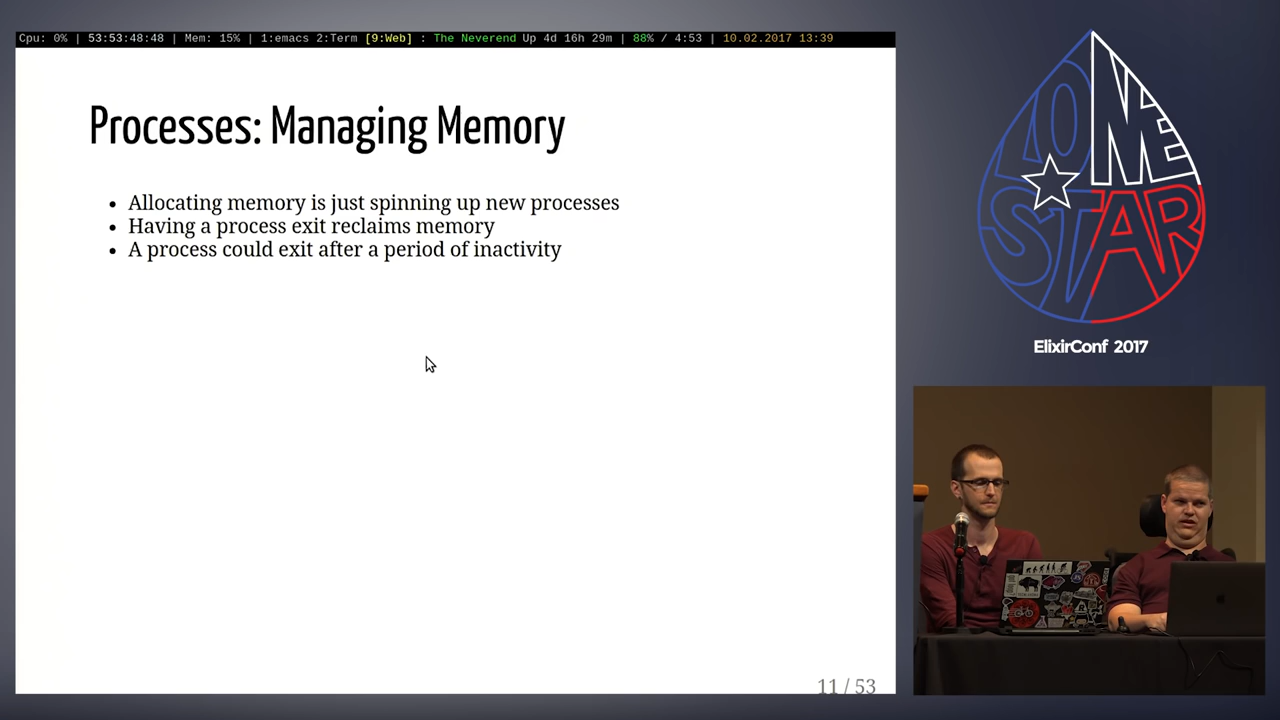 Cpu: 0% | 53:53:48:48 | Mem: 15% | 1:emacs 2:Term [9:Web] : The Neverend Up 4d 16h 29m | 88% / 4:53 | 10.02.2017 13:39
Processes: Managing Memory
• Allocating memory is just spinning up new processes
• Having a process exit reclaims memory
• A process could exit after a period of inactivity
11 / 53
LONE
STAR
ElixirConf 2017